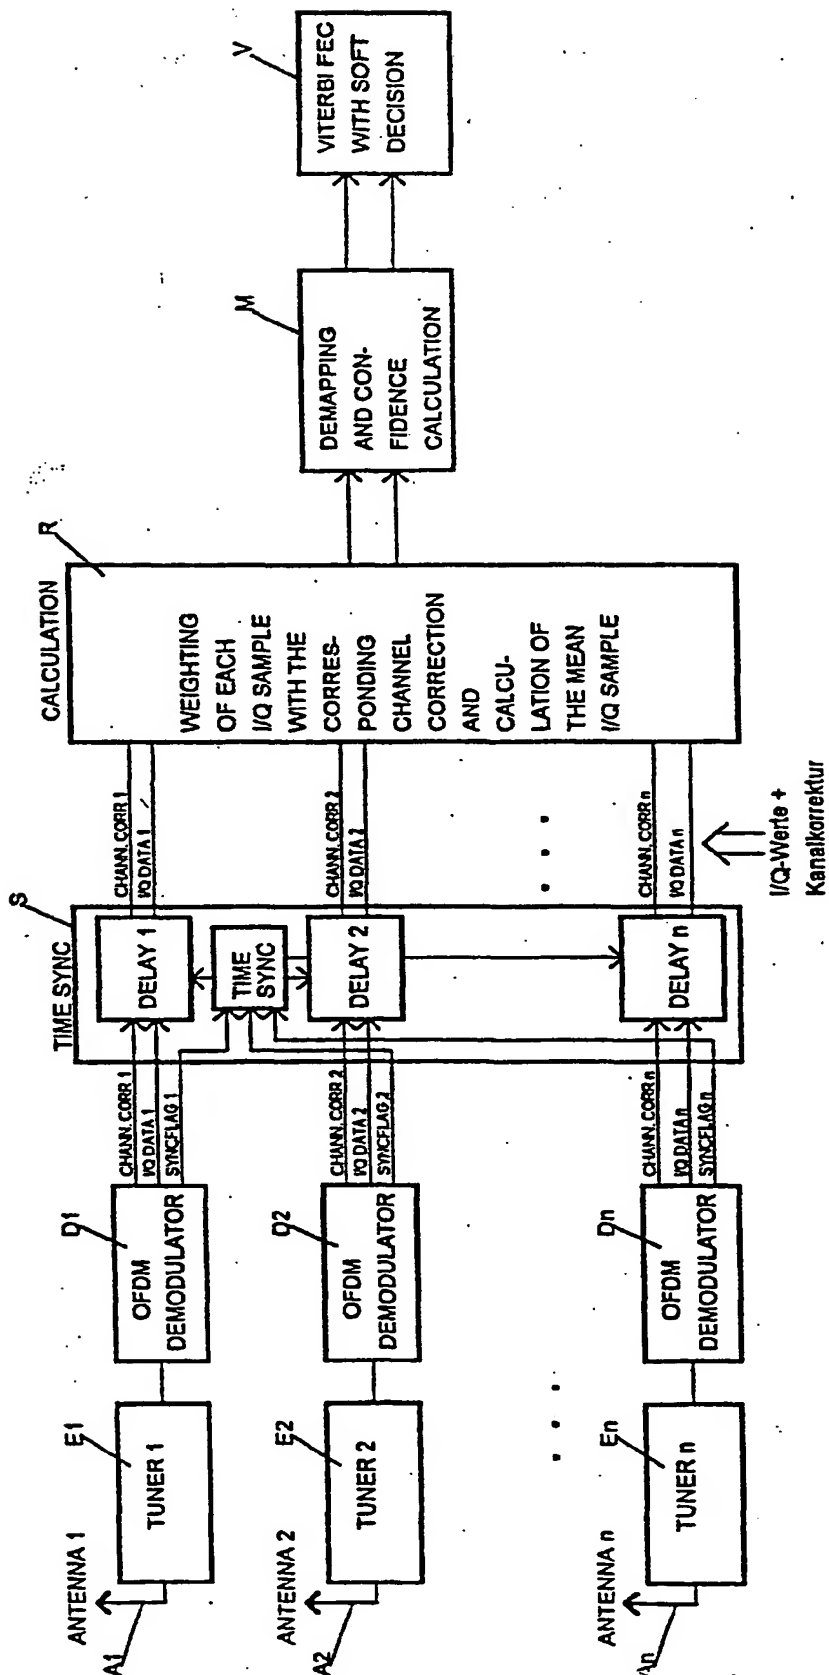 A1
ANTENNA 1
E1
TUNER 1
D1
OFDM
DEMODULATOR
CHANN. CORR 1
I/Q DATA 1
SYNCFLAG 1
A2
ANTENNA 2
E2
TUNER 2
D2
OFDM
DEMODULATOR
CHANN. CORR 2
I/Q DATA 2
SYNCFLAG 2
An
ANTENNA n
En
TUNER n
Dn
OFDM
DEMODULATOR
CHANN. CORR n
I/Q DATA n
SYNCFLAG n
S
TIME SYNC
DELAY 1
TIME
SYNC
DELAY 2
DELAY n
CHANN. CORR 1
I/Q DATA 1
CHANN. CORR 2
I/Q DATA 2
CHANN. CORR n
I/Q DATA n
I/Q-Werte +
Kanalkorrektur
R
CALCULATION
WEIGHTING
OF EACH
I/Q SAMPLE
WITH THE
CORRES-
PONDING
CHANNEL
CORRECTION
AND
CALCU-
LATION OF
THE MEAN
I/Q SAMPLE
M
DEMAPPING
AND CON-
FIDENCE
CALCULATION
V
VITERBI FEC
WITH SOFT
DECISION